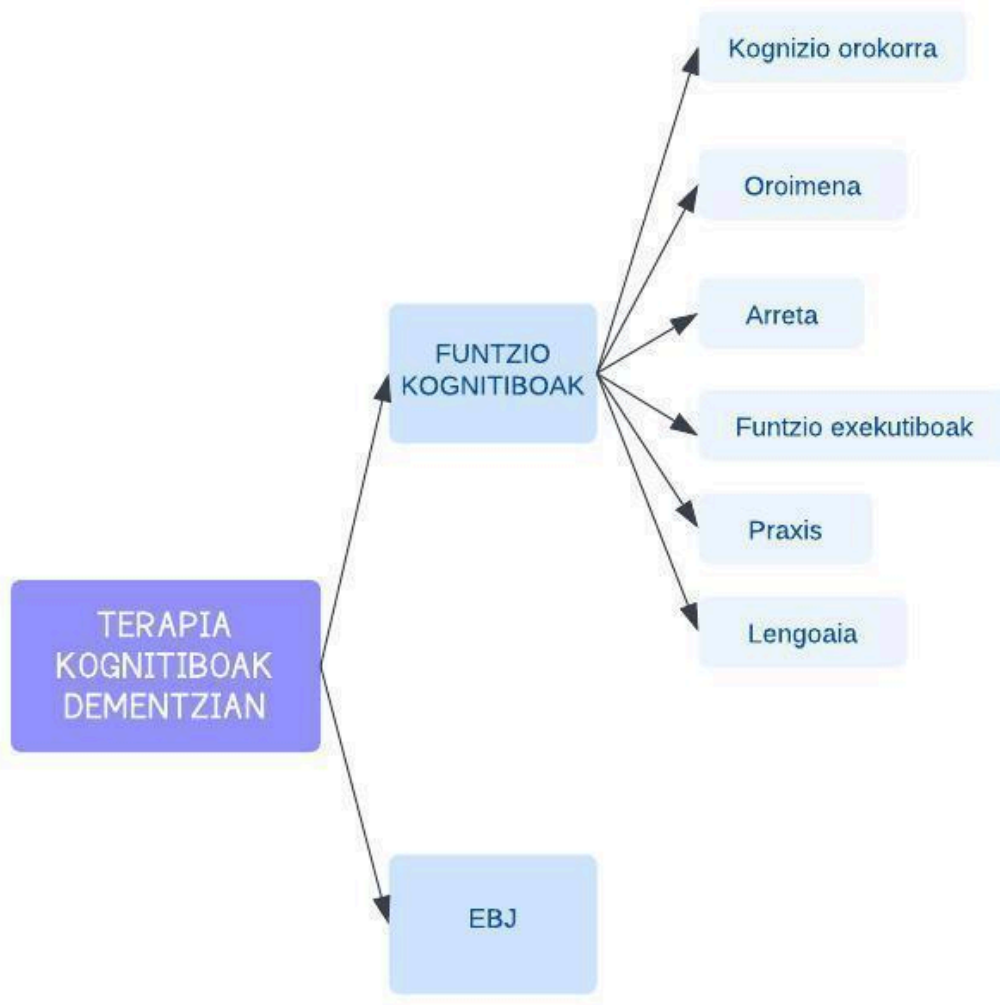 Kognizio orokorra
Oroimena
Arreta
FUNTZIO
KOGNITIBOAK
Funtzio exekutiboak
Praxis
Lengoaia
TERAPIA
KOGNITIBOAK
DEMENTZIAN
EBJ